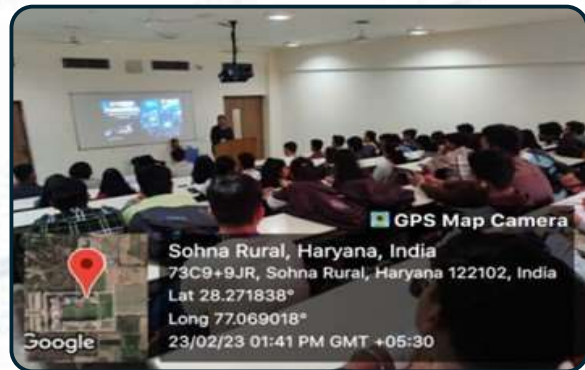 GPS Map Camera
Sohna Rural, Haryana, India
73C9+9JR, Sohna Rural, Haryana 122102, India
Lat 28.271838°
Long 77.069018°
23/02/23 01:41 PM GMT +05:30
Google